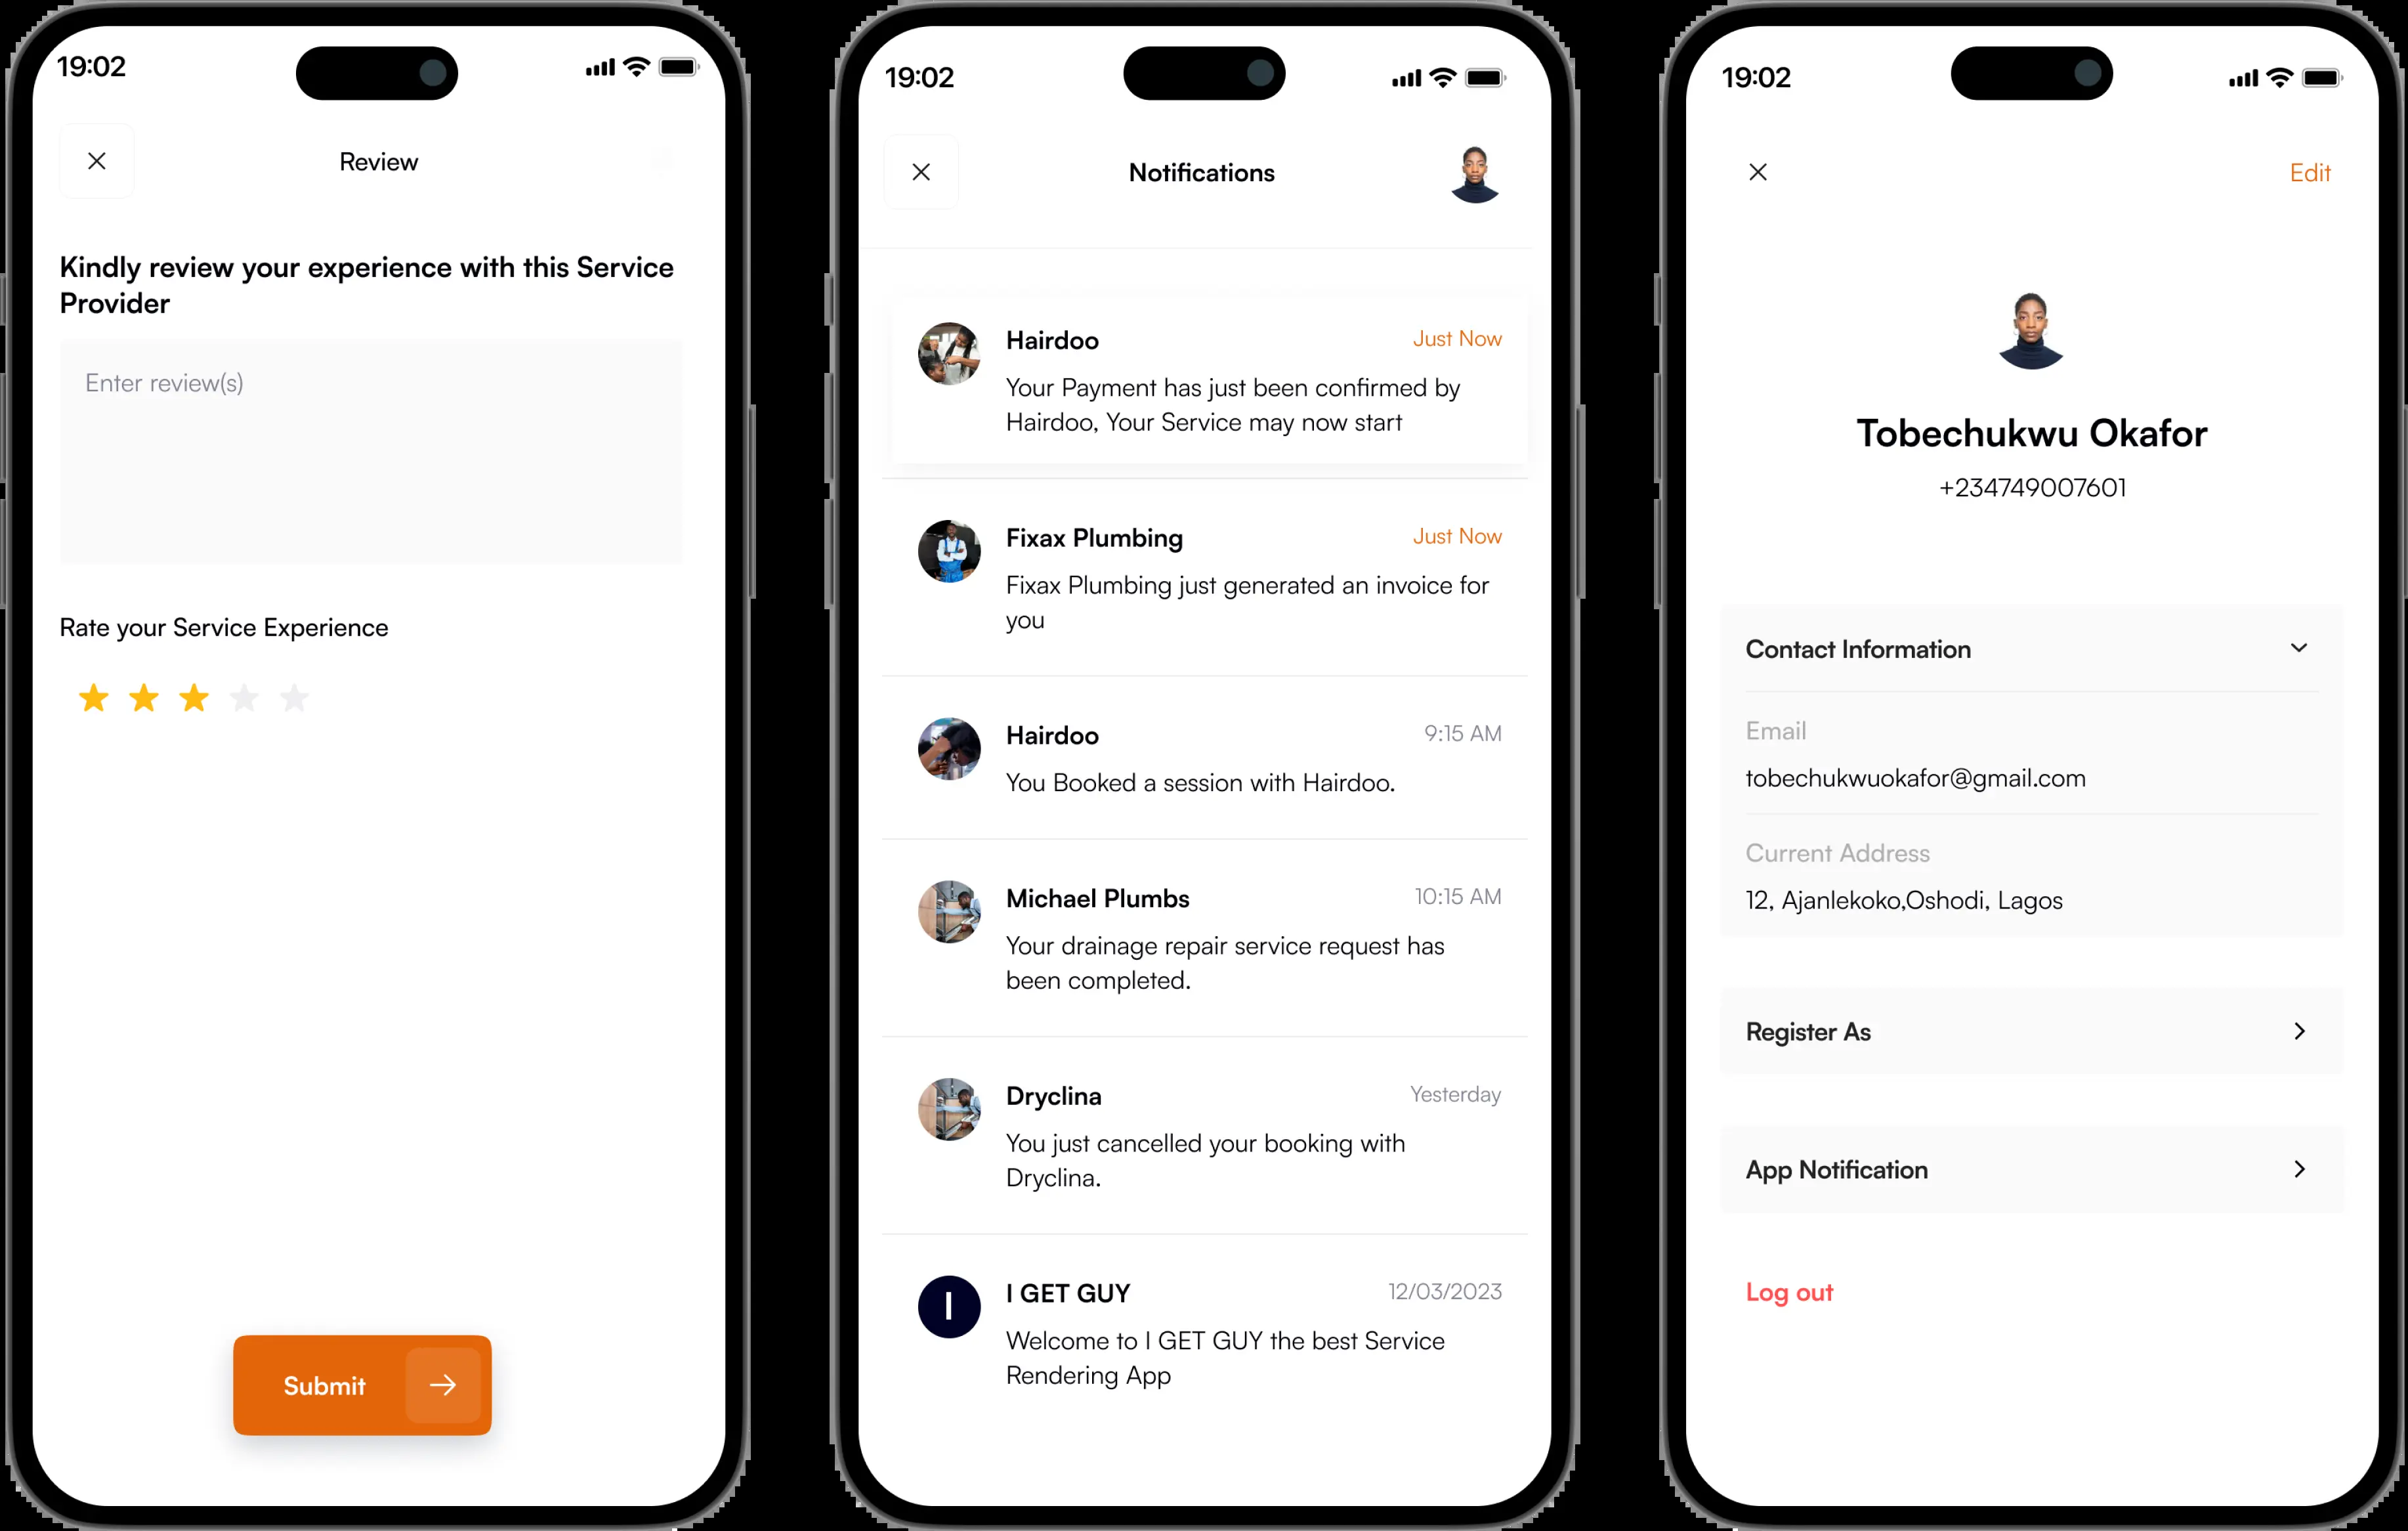 19:02
Review
Kindly review your experience with this Service
Provider
Enter review(s)
Rate your Service Experience
Submit
19:02
Notifications
Hairdoo
Just Now
Your Payment has just been confirmed by
Hairdoo, Your Service may now start
Fixax Plumbing
Just Now
Fixax Plumbing just generated an invoice for
you
Hairdoo
9:15 AM
You Booked a session with Hairdoo.
Michael Plumbs
10:15 AM
Your drainage repair service request has
been completed.
Dryclina
Yesterday
You just cancelled your booking with
Dryclina.
I
I GET GUY
12/03/2023
Welcome to I GET GUY the best Service
Rendering App
19:02
Edit
Tobechukwu Okafor
+234749007601
Contact Information
Email
tobechukwuokafor@gmail.com
Current Address
12, Ajanlekoko,Oshodi, Lagos
Register As
App Notification
Log out